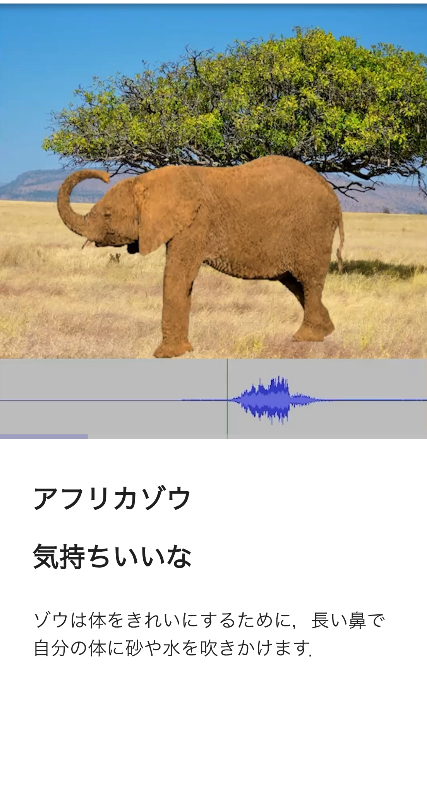 アフリカゾウ
気持ちいいな
ゾウは体をきれいにするために，長い鼻で
自分の体に砂や水を吹きかけます．